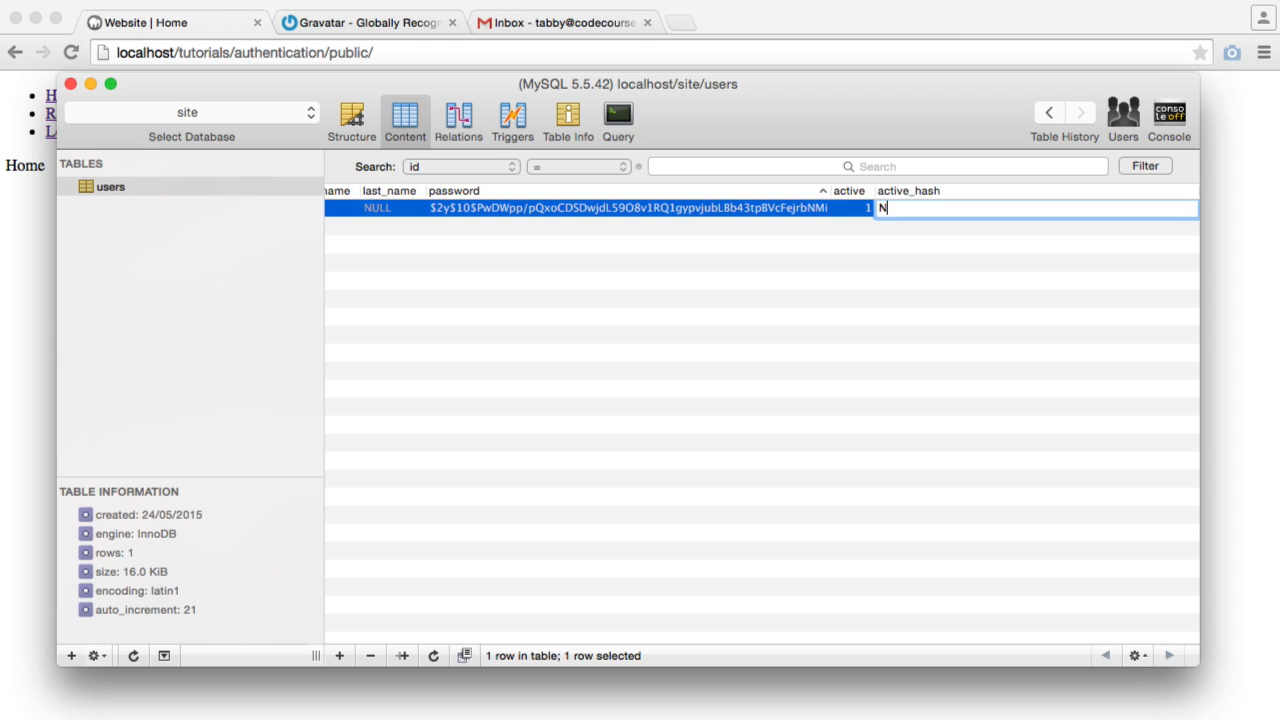 Website | Home
Gravatar - Globally Recogn
Inbox - tabby@codecourse
localhost/tutorials/authentication/public/
H
R
L
Home
(MySQL 5.5.42) localhost/site/users
site
Select Database
Structure
Content
Relations
Triggers
Table Info
Query
Table History
Users
conso
le off
Console
TABLES
users
Search:
id
=
Search
Filter
name
last_name
password
active
active_hash
NULL
$2y$10$PwDWpp/pQxoCDSDwjdL59O8v1RQ1gypvjubLBb43tpBVcFejrbNMi
1
N
TABLE INFORMATION
created: 24/05/2015
engine: InnoDB
rows: 1
size: 16.0 KiB
encoding: latin1
auto_increment: 21
1 row in table; 1 row selected